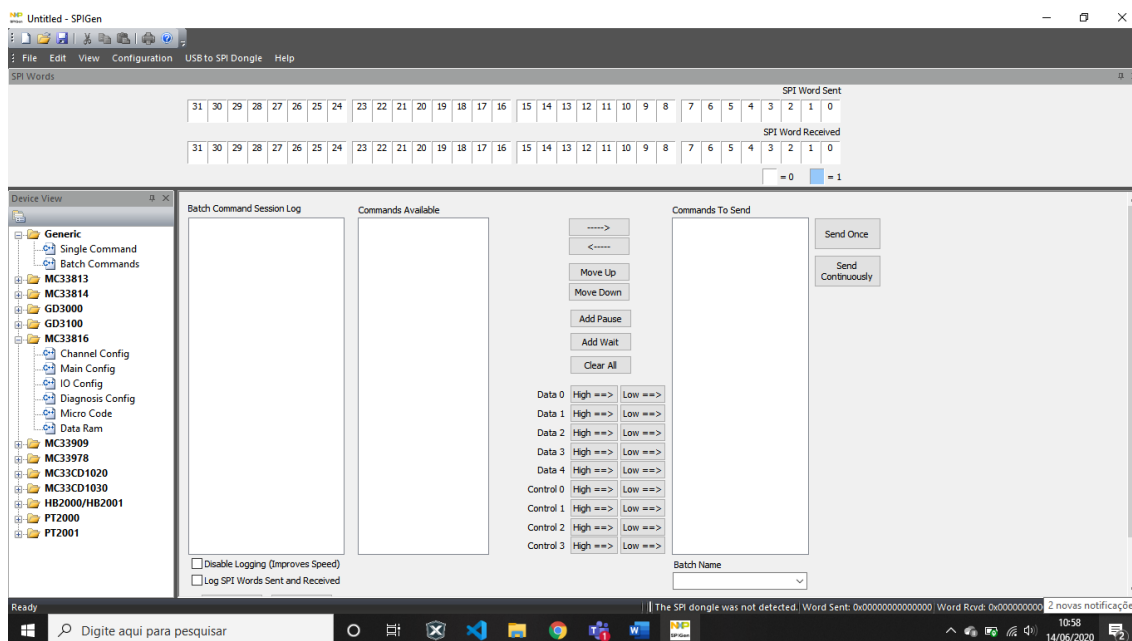 Untitled - SPIGen
File Edit View Configuration USB to SPI Dongle Help
SPI Words
SPI Word Sent
31 30 29 28 27 26 25 24 23 22 21 20 19 18 17 16 15 14 13 12 11 10 9 8 7 6 5 4 3 2 1 0
SPI Word Received
31 30 29 28 27 26 25 24 23 22 21 20 19 18 17 16 15 14 13 12 11 10 9 8 7 6 5 4 3 2 1 0
= 0 = 1
Device View
Generic
Single Command
Batch Commands
MC33813
MC33814
GD3000
GD3100
MC33816
Channel Config
Main Config
IO Config
Diagnosis Config
Micro Code
Data Ram
MC33909
MC33978
MC33CD1020
MC33CD1030
HB2000/HB2001
PT2000
PT2001
Batch Command Session Log
Commands Available
Commands To Send
----->
<-----
Move Up
Move Down
Add Pause
Add Wait
Clear All
Data 0 High ==> Low ==>
Data 1 High ==> Low ==>
Data 2 High ==> Low ==>
Data 3 High ==> Low ==>
Data 4 High ==> Low ==>
Control 0 High ==> Low ==>
Control 1 High ==> Low ==>
Control 2 High ==> Low ==>
Control 3 High ==> Low ==>
Send Once
Send
Continuously
Disable Logging (Improves Speed)
Log SPI Words Sent and Received
Batch Name
Ready
The SPI dongle was not detected. Word Sent: 0x00000000000000 Word Rcvd: 0x000000000
2 novas notificaçõe
Digite aqui para pesquisar
10:58
14/06/2020